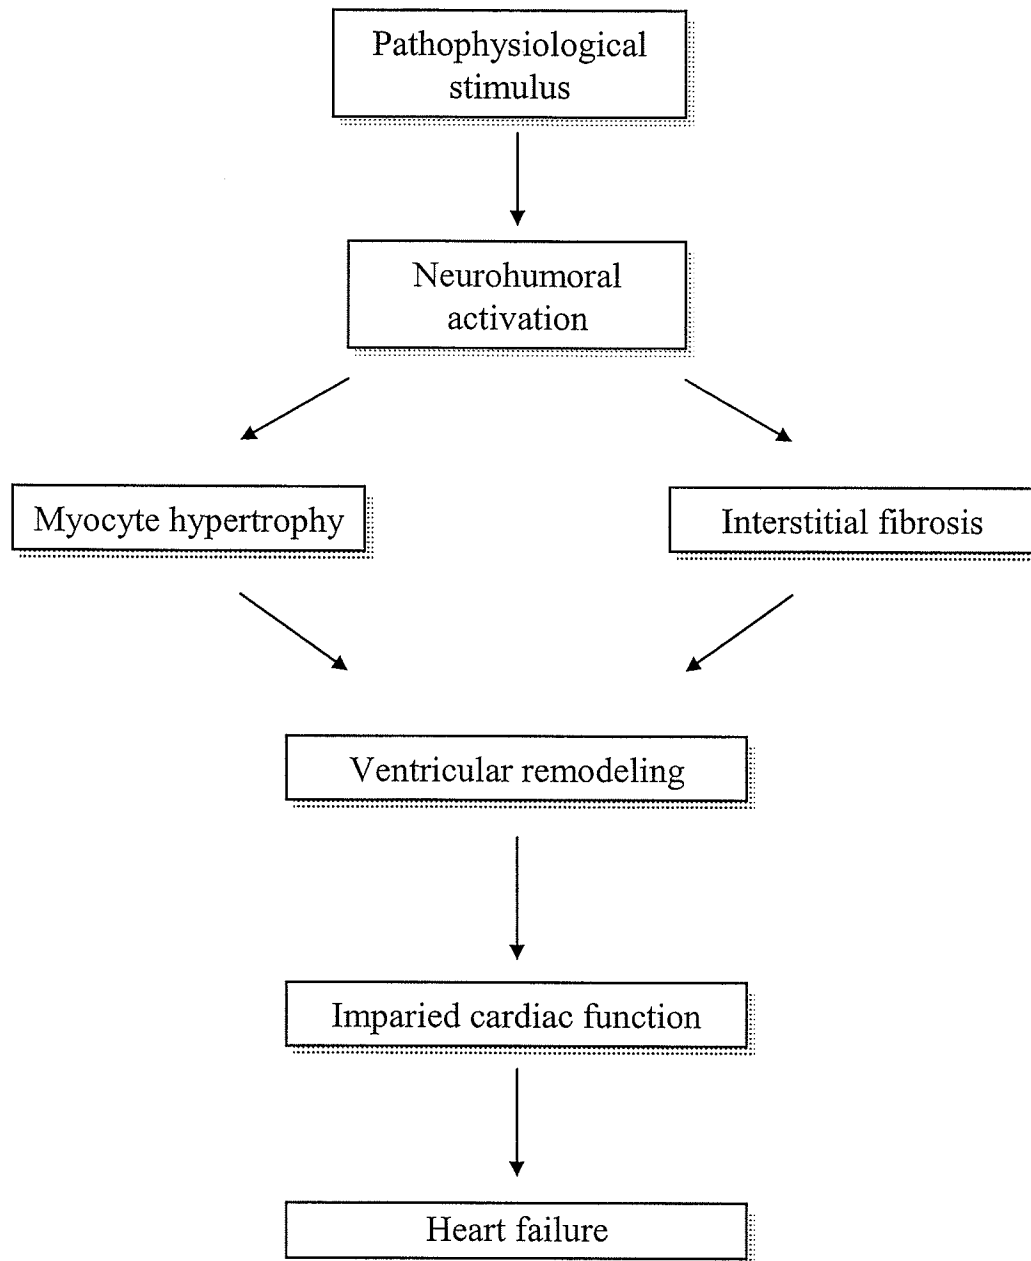 Pathophysiological
stimulus
Neurohumoral
activation
Myocyte hypertrophy
Interstitial fibrosis
Ventricular remodeling
Imparied cardiac function
Heart failure